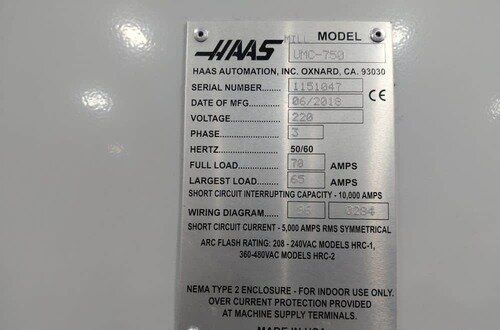 HAAS MILL MODEL
UMC-750
HAAS AUTOMATION, INC. OXNARD, CA. 93030
SERIAL NUMBER... 1151047
DATE OF MFG... 06/2018 CE
VOLTAGE... 220
PHASE... 3
HERTZ 50/60
FULL LOAD... 70 AMPS
LARGEST LOAD... 65 AMPS
SHORT CIRCUIT INTERRUPTING CAPACITY - 10,000 AMPS
WIRING DIAGRAM...
SHORT CIRCUIT CURRENT - 5,000 AMPS RMS SYMMETRICAL
ARC FLASH RATING: 208 - 240VAC MODELS HRC-1,
360-480VAC MODELS HRC-2
NEMA TYPE 2 ENCLOSURE - FOR INDOOR USE ONLY.
OVER CURRENT PROTECTION PROVIDED
AT MACHINE SUPPLY TERMINALS.
MADE IN USA